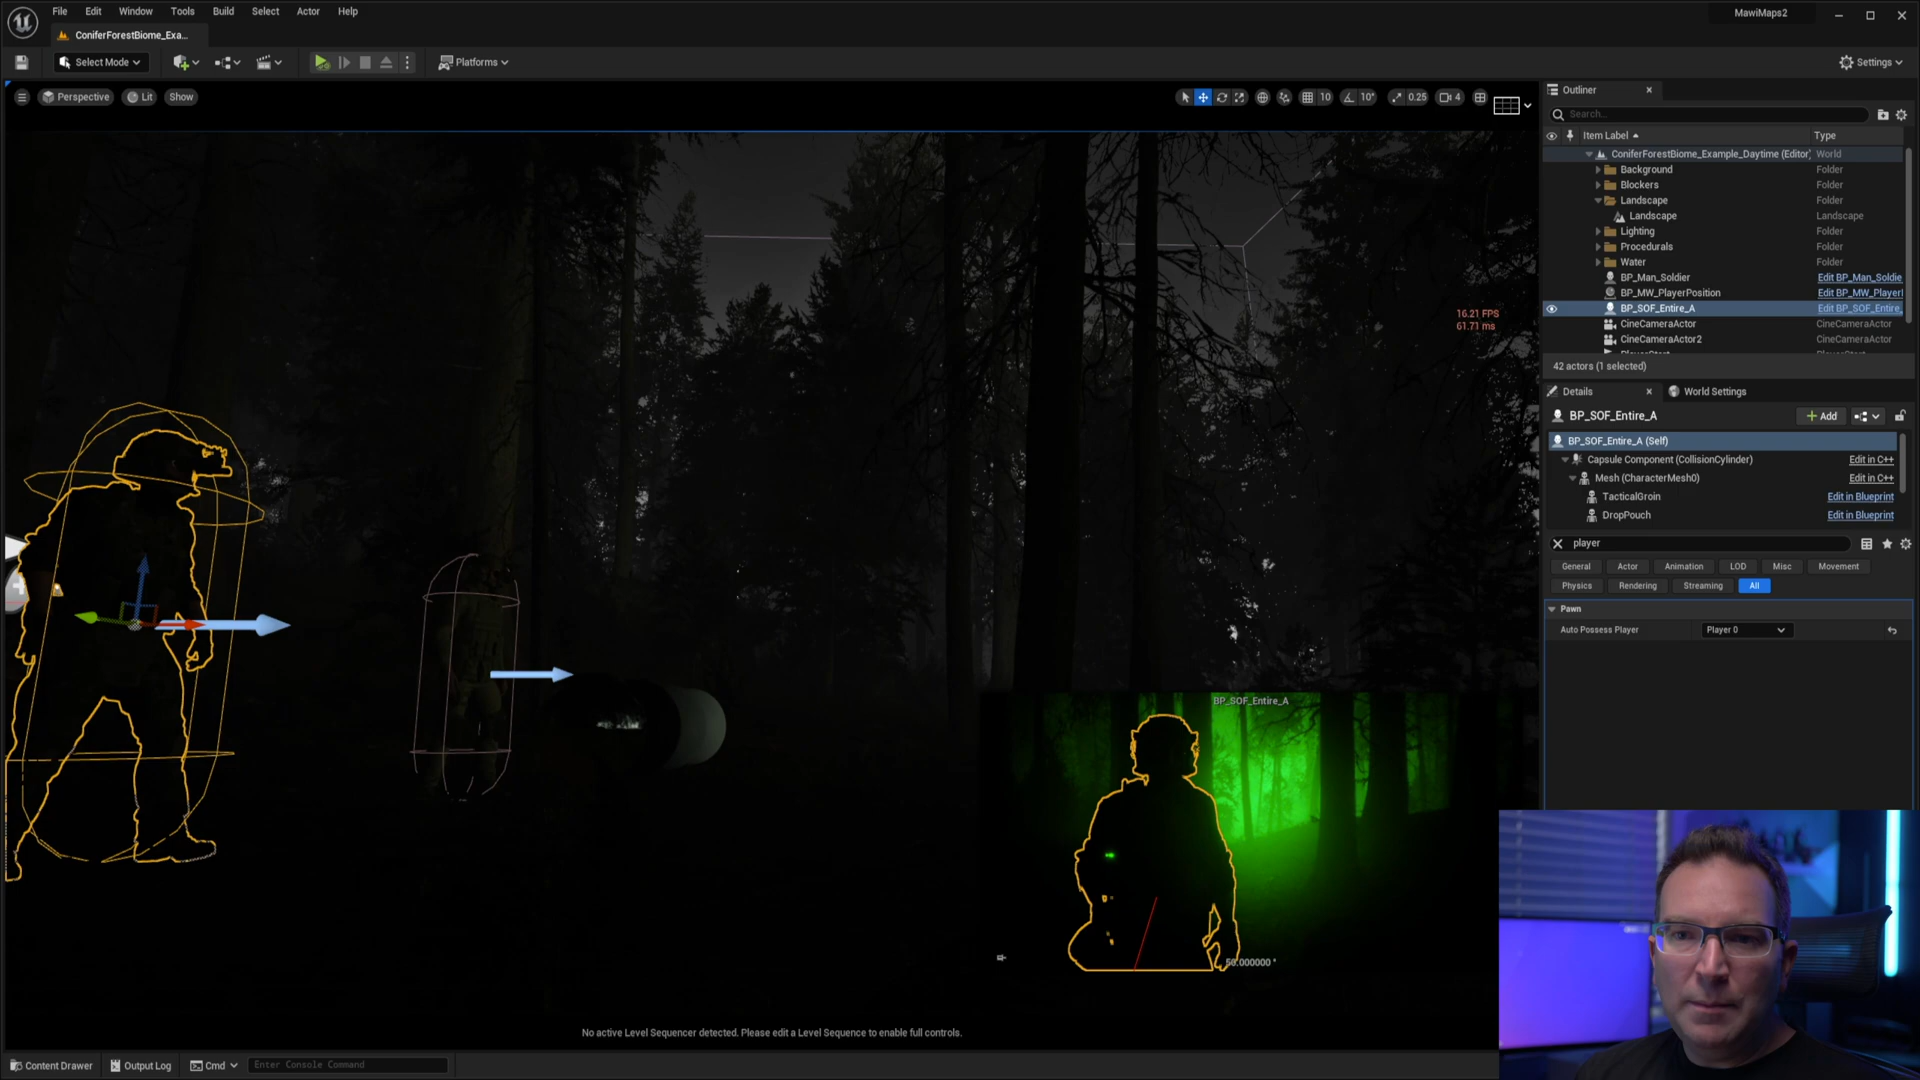 File Edit Window Tools Build Select Actor Help
MawiMaps2
ConiferForestBiome_Exa...
Select Mode
Platforms
Settings
Perspective
Lit
Show
10
10°
0.25
4
Outliner
Search...
Item Label
Type
ConiferForestBiome_Example_Daytime (Editor)
World
Background
Folder
Blockers
Folder
Landscape
Folder
Landscape
Landscape
Lighting
Folder
Procedurals
Folder
Water
Folder
BP_Man_Soldier
Edit BP_Man_Soldie
BP_MW_PlayerPosition
Edit BP_MW_Player
BP_SOF_Entire_A
Edit BP_SOF_Entire_
CineCameraActor
CineCameraActor
CineCameraActor2
CineCameraActor
42 actors (1 selected)
16.21 FPS
61.71 ms
Details
World Settings
BP_SOF_Entire_A
Add
BP_SOF_Entire_A (Self)
Capsule Component (CollisionCylinder)
Edit in C++
Mesh (CharacterMesh0)
Edit in C++
TacticalGroin
Edit in Blueprint
DropPouch
Edit in Blueprint
player
General
Actor
Animation
LOD
Misc
Movement
Physics
Rendering
Streaming
All
Pawn
Auto Possess Player
Player 0
BP_SOF_Entire_A
No active Level Sequencer detected. Please edit a Level Sequence to enable full controls.
Content Drawer
Output Log
Cmd
Enter Console Command